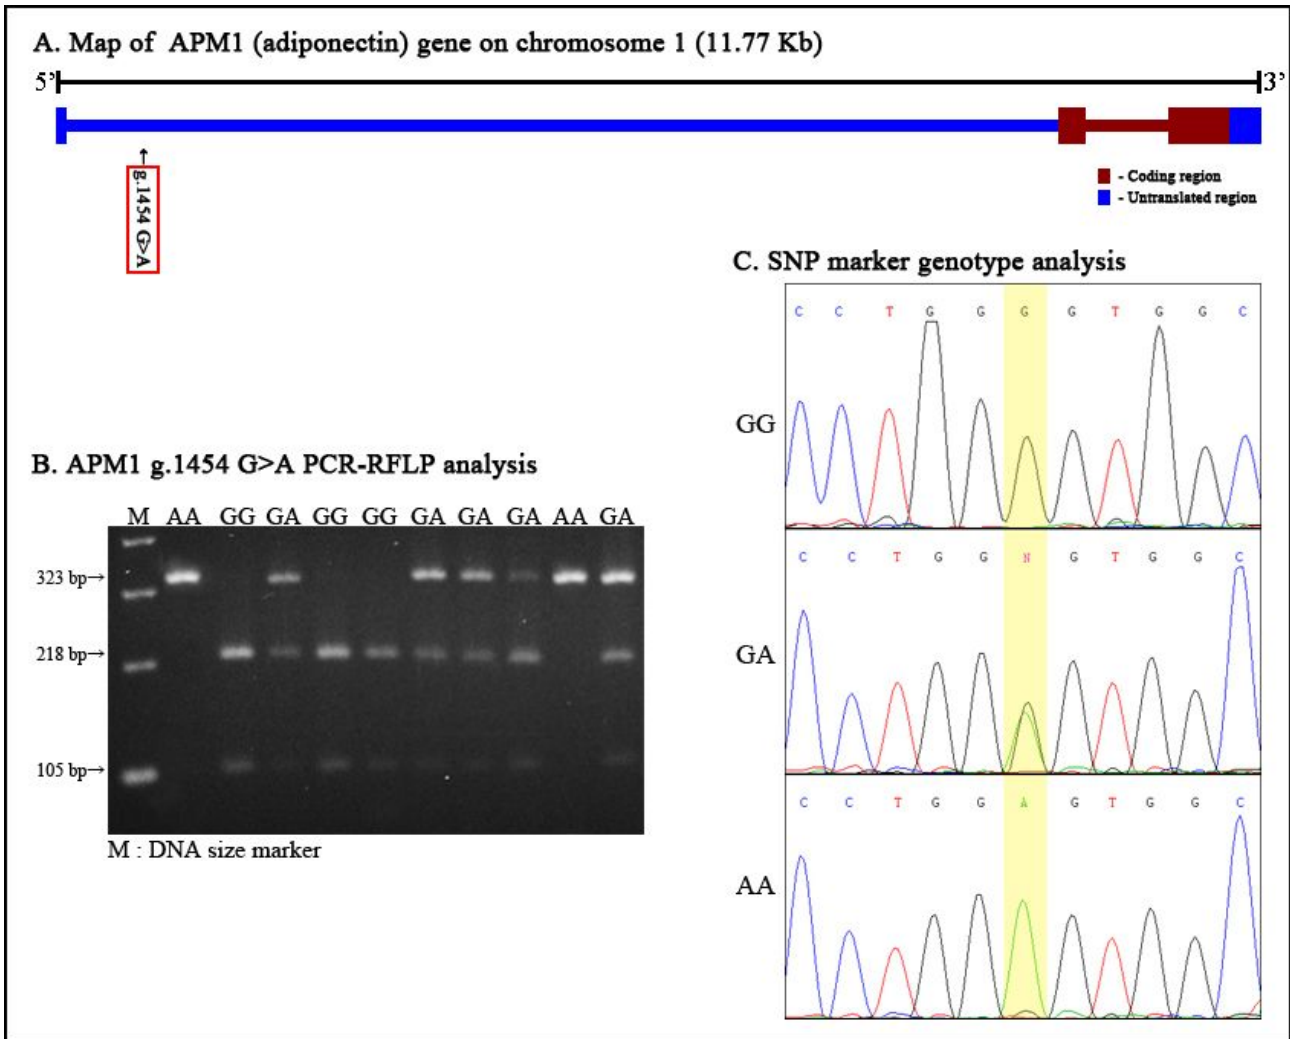 A. Map of APM1 (adiponectin) gene on chromosome 1 (11.77 Kb)
5’ 3’
g.1454 G>A
- Coding region
- Untranslated region
B. APM1 g.1454 G>A PCR-RFLP analysis
M AA GG GA GG GG GA GA GA AA GA
323 bp→
218 bp→
105 bp→
M : DNA size marker
C. SNP marker genotype analysis
C C T G G G G T G G C
GG
C C T G G N G T G G C
GA
C C T G G A G T G G C
AA